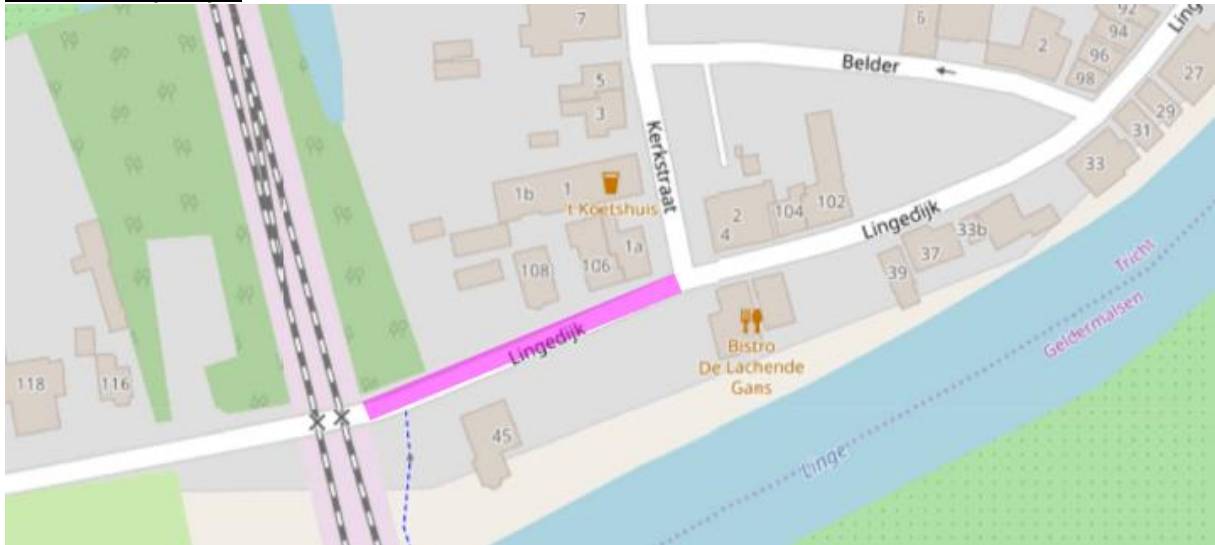 7
6
92
94
96
98
2
Ling
27
Belder
5
3
29
31
33
Kerkstraat
1b
1
't Koetshuis
2
4
104
102
Lingedijk
33b
37
39
1a
106
108
Tricht
Geldermalsen
Lingedijk
Bistro
De Lachende
Gams
118
116
45
Linge